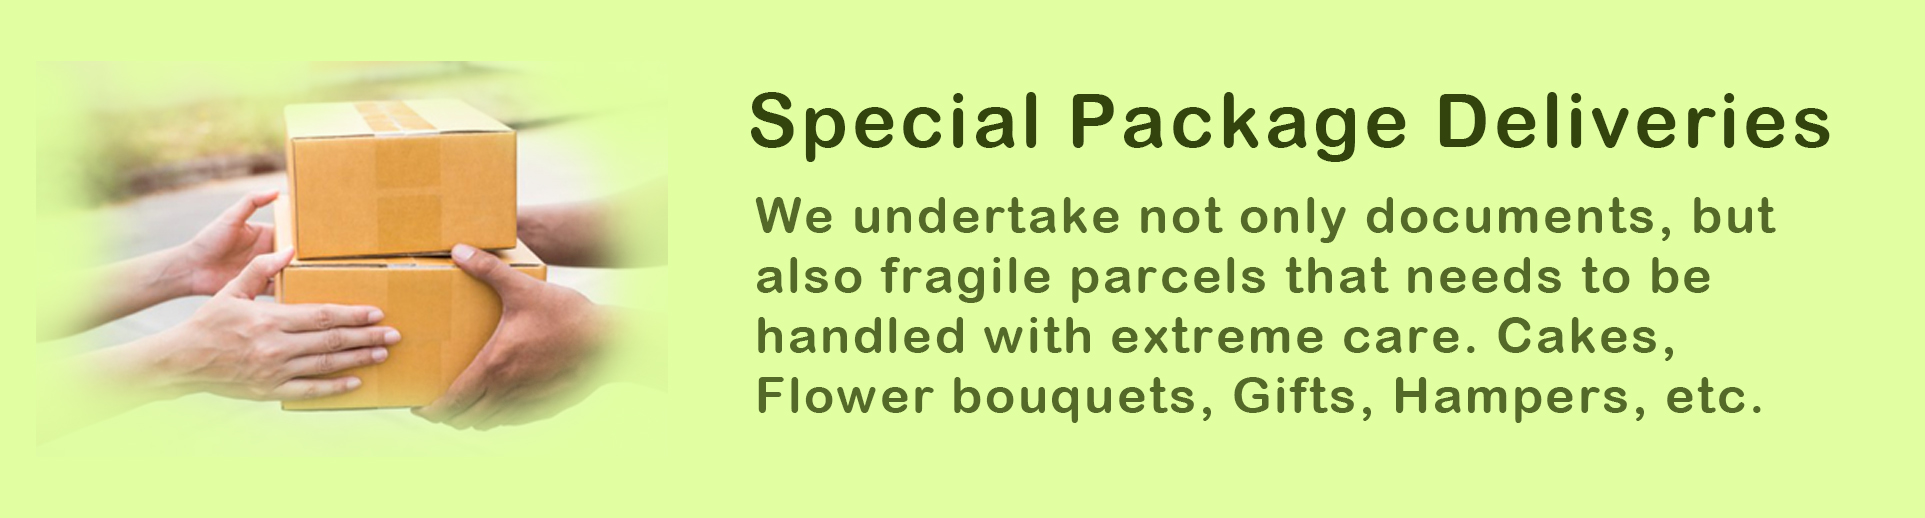 Special Package Deliveries
We undertake not only documents, but
also fragile parcels that needs to be
handled with extreme care. Cakes,
Flower bouquets, Gifts, Hampers, etc.